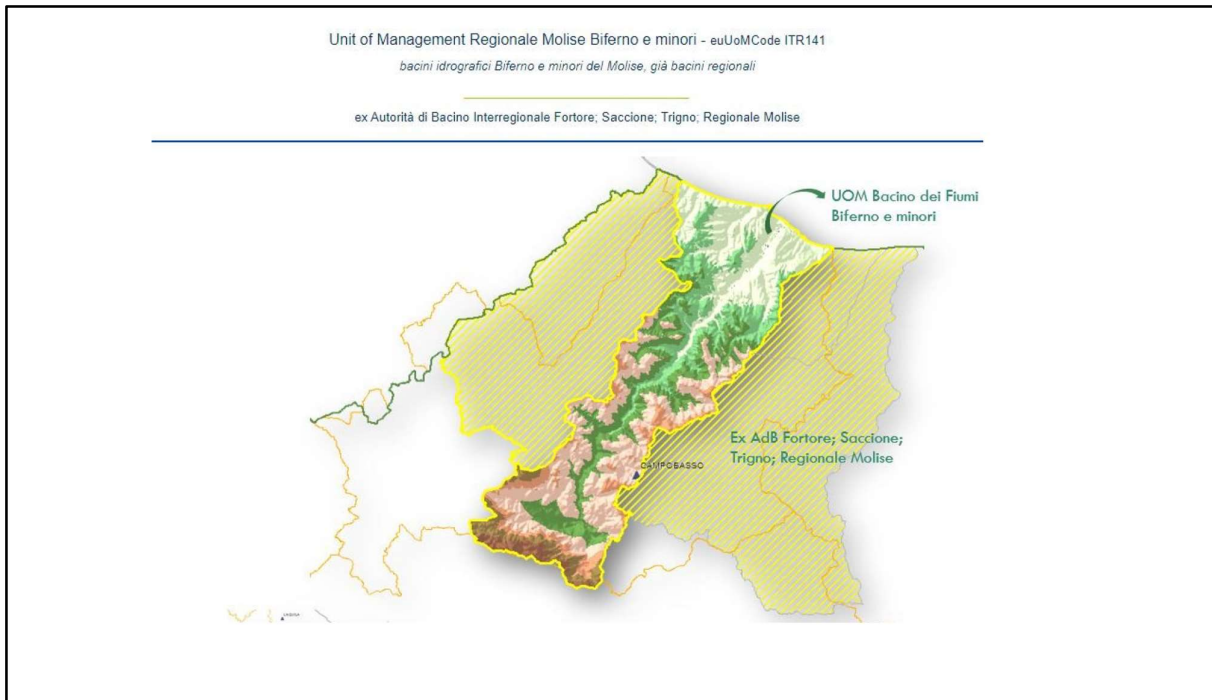 Unit of Management Regionale Molise Biferno e minori - euUoMCode ITR141
bacini idrografici Biferno e minori del Molise, già bacini regionali
ex Autorità di Bacino Interregionale Fortore; Saccione; Trigno; Regionale Molise
UOM Bacino dei Fiumi
Biferno e minori
Ex AdB Fortore; Saccione;
Trigno; Regionale Molise
CAMPOBASSO